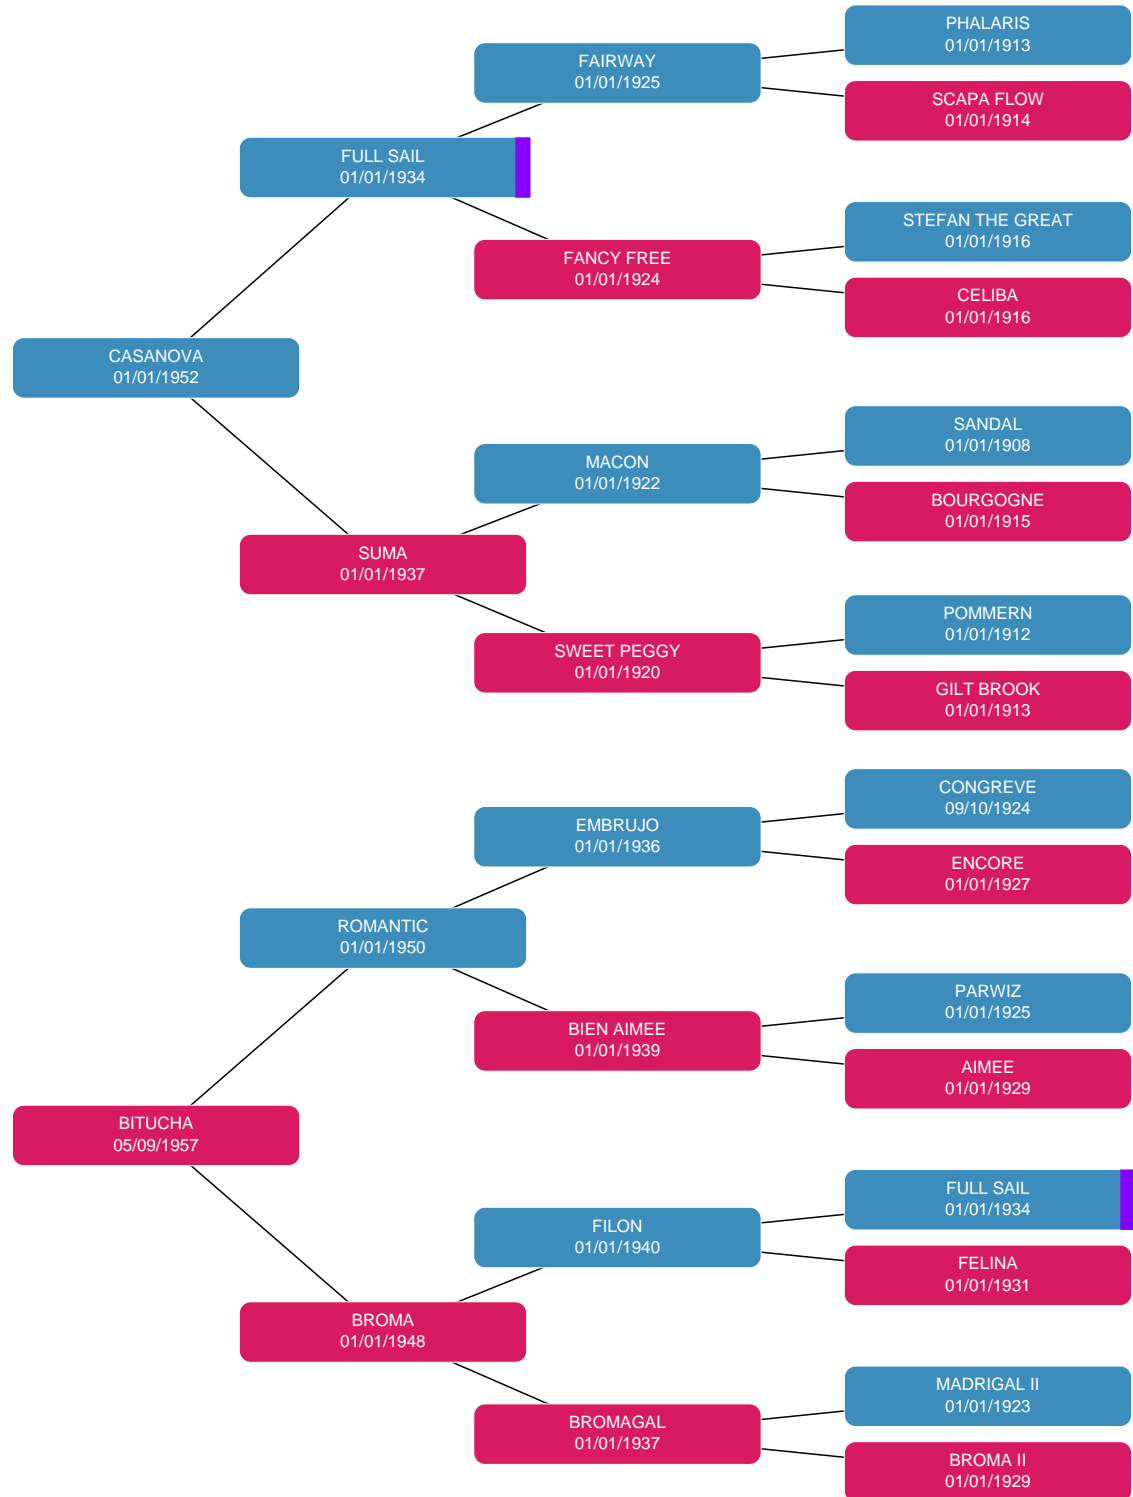 PHALARIS
01/01/1913
FAIRWAY
01/01/1925
SCAPA FLOW
01/01/1914
FULL SAIL
01/01/1934
STEFAN THE GREAT
01/01/1916
FANCY FREE
01/01/1924
CELIBA
01/01/1916
CASANOVA
01/01/1952
SANDAL
01/01/1908
MACON
01/01/1922
BOURGOGNE
01/01/1915
SUMA
01/01/1937
POMMERN
01/01/1912
SWEET PEGGY
01/01/1920
GILT BROOK
01/01/1913
CONGREVE
09/10/1924
EMBRUJO
01/01/1936
ENCORE
01/01/1927
ROMANTIC
01/01/1950
PARWIZ
01/01/1925
BIEN AIMEE
01/01/1939
AIMEE
01/01/1929
BITUCHA
05/09/1957
FULL SAIL
01/01/1934
FILON
01/01/1940
FELINA
01/01/1931
BROMA
01/01/1948
MADRIGAL II
01/01/1923
BROMAGAL
01/01/1937
BROMA II
01/01/1929